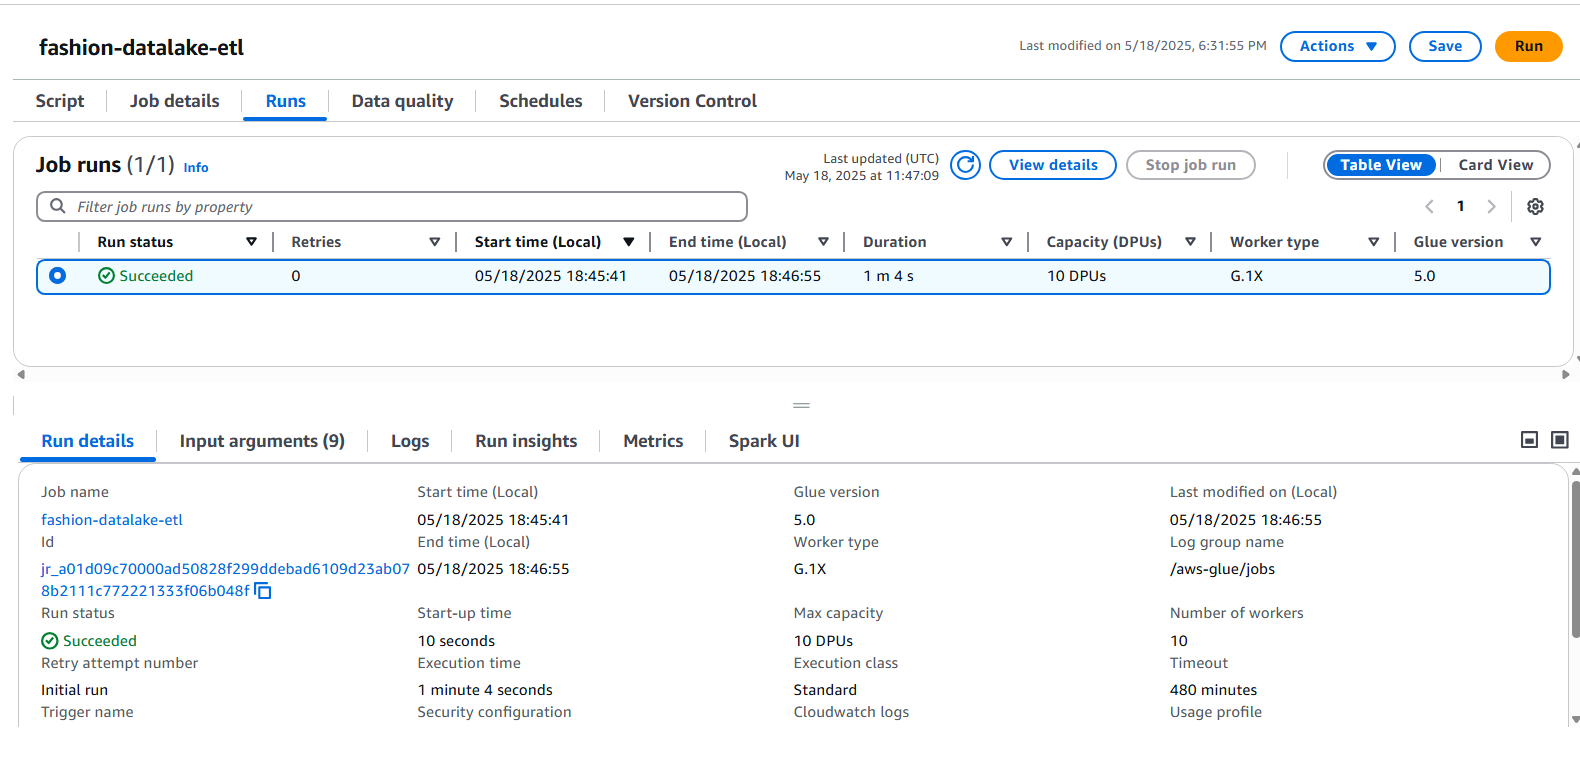 fashion-datalake-etl
Last modified on 5/18/2025, 6:31:55 PM
Actions
Save
Run
Script
Job details
Runs
Data quality
Schedules
Version Control
Job runs (1/1) Info
Last updated (UTC)
May 18, 2025 at 11:47:09
View details
Stop job run
Table View
Card View
Filter job runs by property
1
Run status
Retries
Start time (Local)
End time (Local)
Duration
Capacity (DPUs)
Worker type
Glue version
Succeeded
0
05/18/2025 18:45:41
05/18/2025 18:46:55
1 m 4 s
10 DPUs
G.1X
5.0
Run details
Input arguments (9)
Logs
Run insights
Metrics
Spark UI
Job name
Start time (Local)
Glue version
Last modified on (Local)
fashion-datalake-etl
05/18/2025 18:45:41
5.0
05/18/2025 18:46:55
Id
End time (Local)
Worker type
Log group name
jr_a01d09c70000ad50828f299ddebad6109d23ab07
8b2111c772221333f06b048f
05/18/2025 18:46:55
G.1X
/aws-glue/jobs
Run status
Start-up time
Max capacity
Number of workers
Succeeded
10 seconds
10 DPUs
10
Retry attempt number
Execution time
Execution class
Timeout
Initial run
1 minute 4 seconds
Standard
480 minutes
Trigger name
Security configuration
Cloudwatch logs
Usage profile